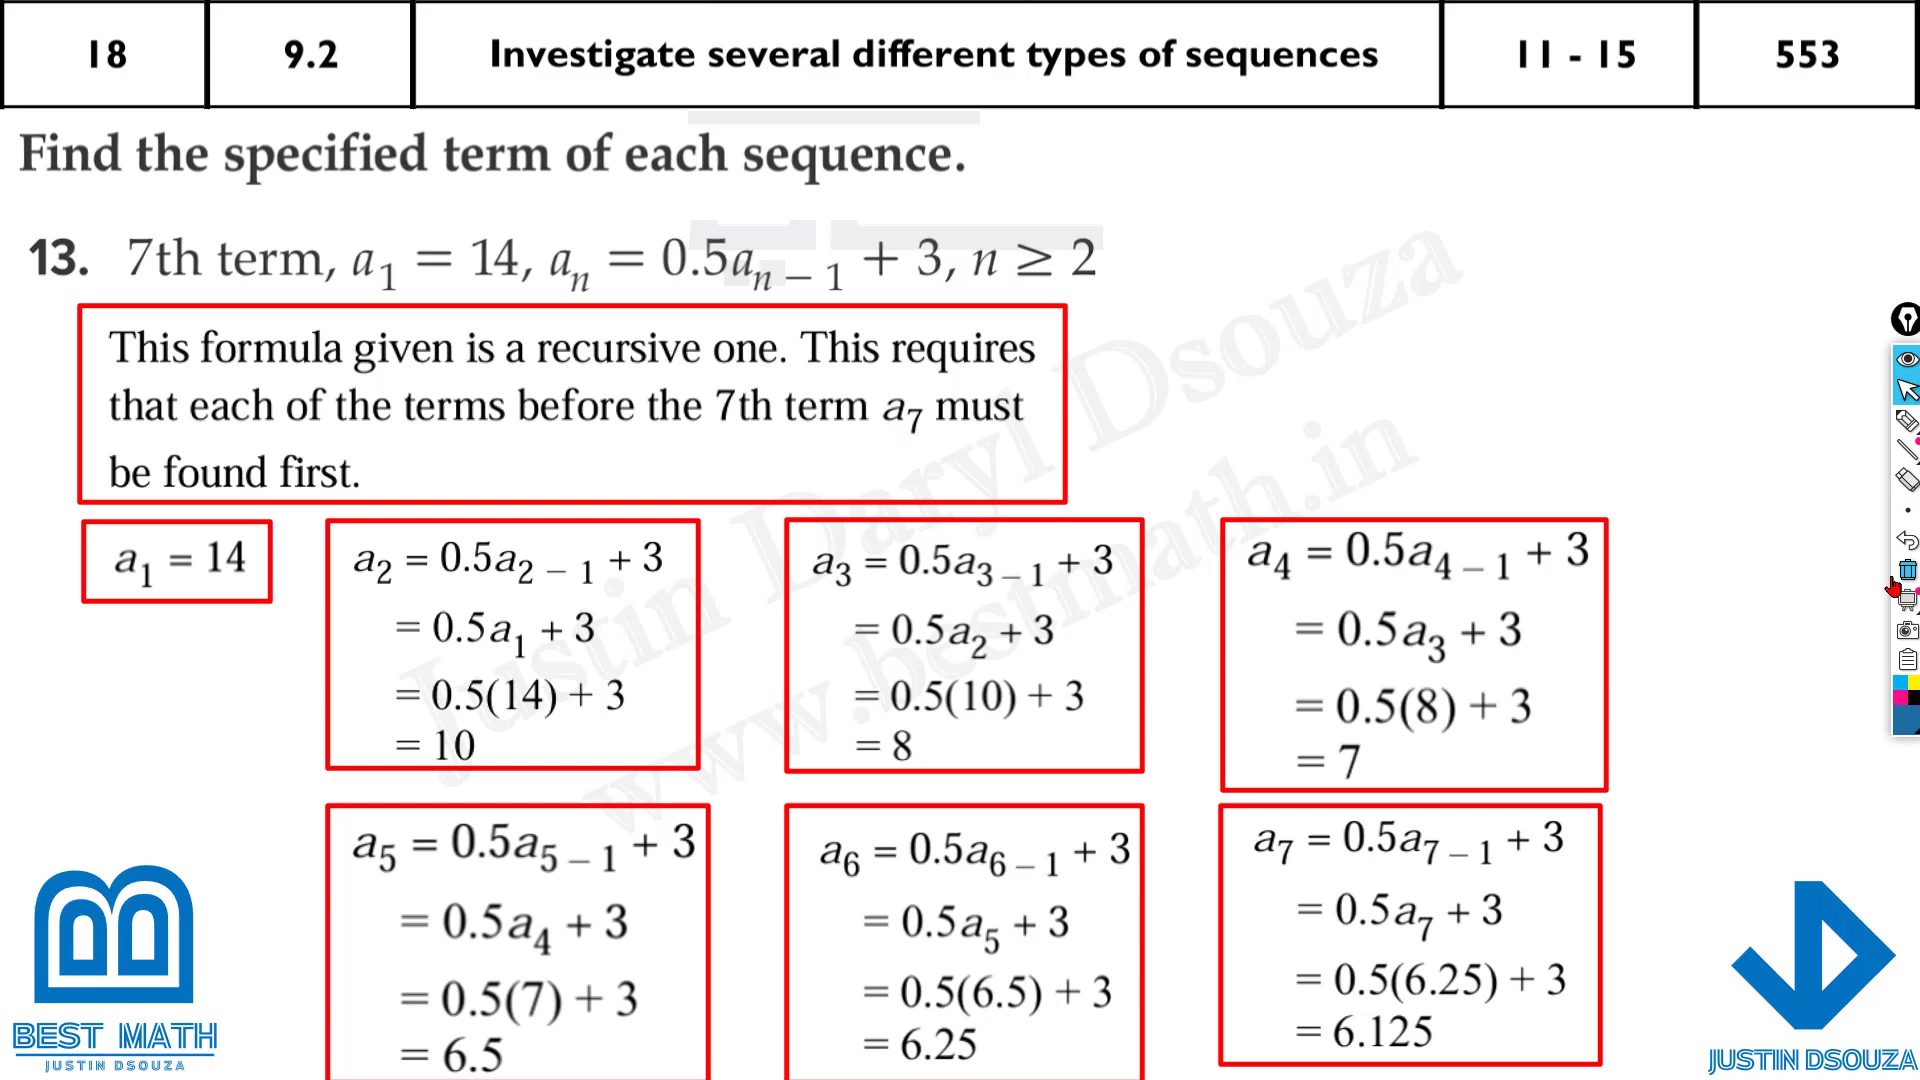 18 9.2 Investigate several different types of sequences 11 - 15 553
Find the specified term of each sequence.
13. 7th term, a₁ = 14, aₙ = 0.5aₙ ₋ ₁ + 3, n ≥ 2
This formula given is a recursive one. This requires
that each of the terms before the 7th term a₇ must
be found first.
a₁ = 14
a₂ = 0.5a₂ ₋ ₁ + 3
= 0.5a₁ + 3
= 0.5(14) + 3
= 10
a₃ = 0.5a₃ ₋ ₁ + 3
= 0.5a₂ + 3
= 0.5(10) + 3
= 8
a₄ = 0.5a₄ ₋ ₁ + 3
= 0.5a₃ + 3
= 0.5(8) + 3
= 7
a₅ = 0.5a₅ ₋ ₁ + 3
= 0.5a₄ + 3
= 0.5(7) + 3
= 6.5
a₆ = 0.5a₆ ₋ ₁ + 3
= 0.5a₅ + 3
= 0.5(6.5) + 3
= 6.25
a₇ = 0.5a₇ ₋ ₁ + 3
= 0.5a₇ + 3
= 0.5(6.25) + 3
= 6.125
Justin Daryl Dsouza
www.bestmath.in
BEST MATH
JUSTIN DSOUZA
JUSTIN DSOUZA